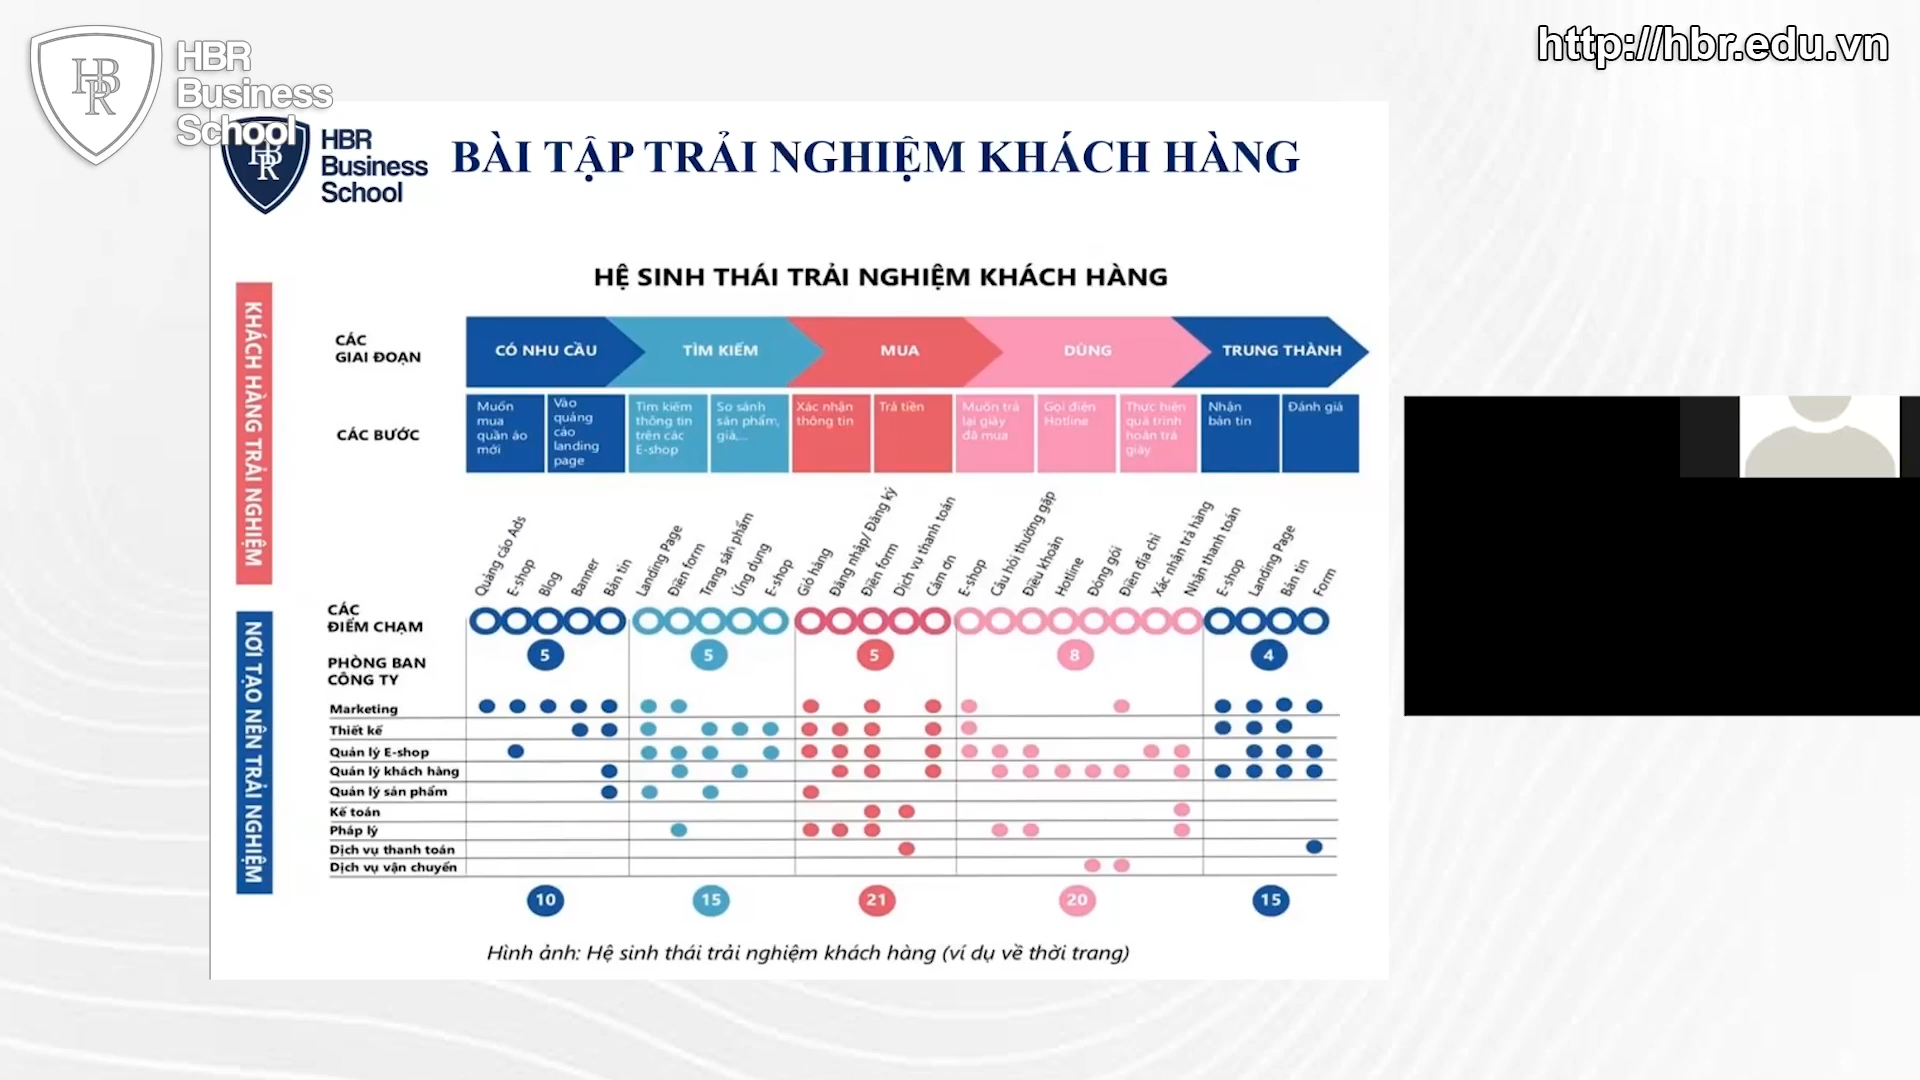 HBR
Business
School
http://hbr.edu.vn
HBR
Business
School
BÀI TẬP TRẢI NGHIỆM KHÁCH HÀNG
HỆ SINH THÁI TRẢI NGHIỆM KHÁCH HÀNG
KHÁCH HÀNG TRẢI NGHIỆM
CÁC
GIAI ĐOẠN
CÓ NHU CẦU
TÌM KIẾM
MUA
DÙNG
TRUNG THÀNH
CÁC BƯỚC
Muốn
mua
quần áo
mới
Vào
quảng
cáo
landing
page
Tìm kiếm
thông tin
trên các
E-shop
So sánh
sản phẩm,
giá,...
Xác nhận
thông tin
Trả tiền
Muốn trả
lại giày
đã mua
Gọi điện
Hotline
Thực hiện
quá trình
hoàn trả
giày
Nhận
bản tin
Đánh giá
Quảng cáo Ads
E-shop
Blog
Banner
Bản tin
Landing Page
Điền form
Trang sản phẩm
Ứng dụng
E-shop
Giỏ hàng
Đăng nhập/ Đăng ký
Điền form
Dịch vụ thanh toán
Cám ơn
E-shop
Câu hỏi thường gặp
Điều khoản
Hotline
Đóng gói
Điền địa chỉ
Xác nhận trả hàng
Nhận thanh toán
E-shop
Landing Page
Bản tin
Form
NƠI TẠO NÊN TRẢI NGHIỆM
CÁC
ĐIỂM CHẠM
5
5
5
8
4
PHÒNG BAN
CÔNG TY
Marketing
Thiết kế
Quản lý E-shop
Quản lý khách hàng
Quản lý sản phẩm
Kế toán
Pháp lý
Dịch vụ thanh toán
Dịch vụ vận chuyển
10
15
21
20
15
Hình ảnh: Hệ sinh thái trải nghiệm khách hàng (ví dụ về thời trang)